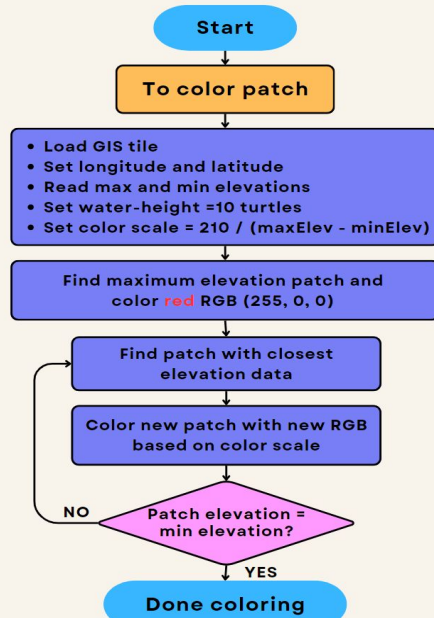 Start
To color patch
• Load GIS tile
• Set longitude and latitude
• Read max and min elevations
• Set water-height =10 turtles
• Set color scale = 210 / (maxElev - minElev)
Find maximum elevation patch and
color red RGB (255, 0, 0)
Find patch with closest
elevation data
Color new patch with new RGB
based on color scale
NO
Patch elevation =
min elevation?
YES
Done coloring